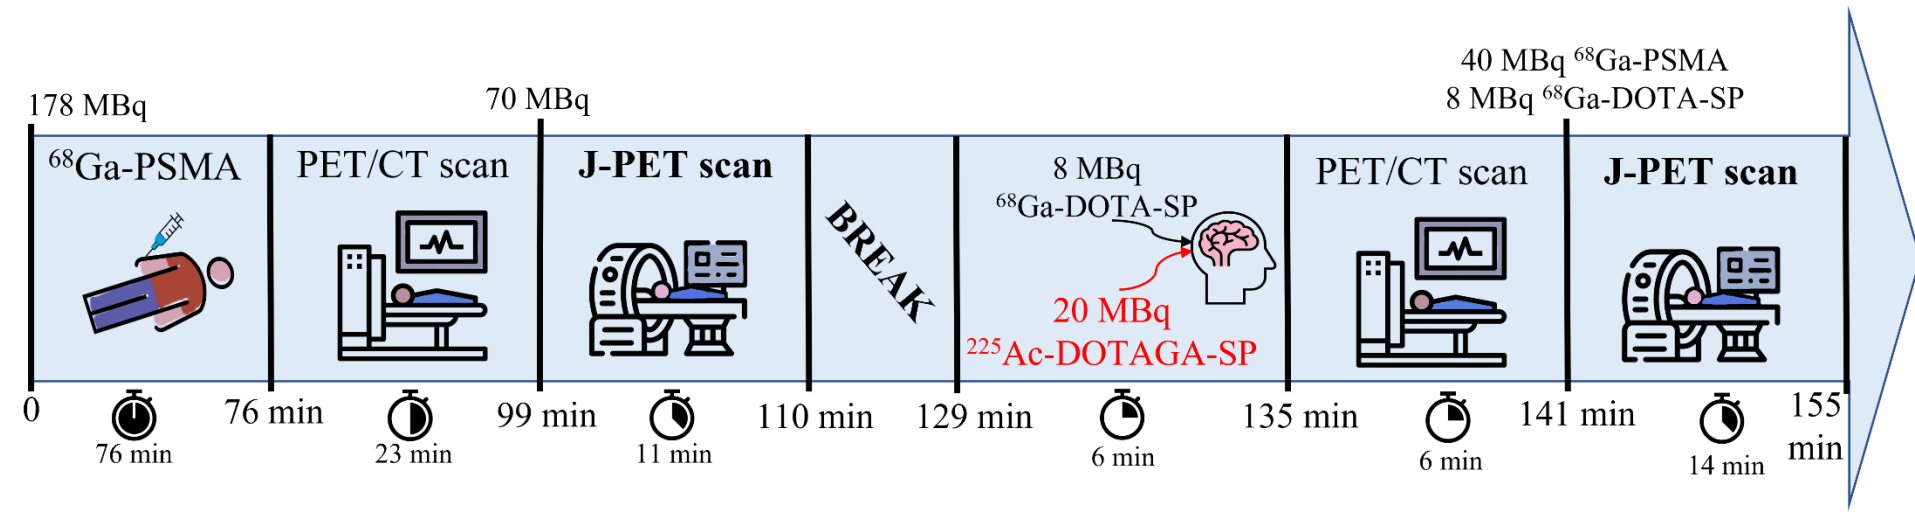 178 MBq
70 MBq
40 MBq ⁶⁸Ga-PSMA
8 MBq ⁶⁸Ga-DOTA-SP
⁶⁸Ga-PSMA
PET/CT scan
J-PET scan
BREAK
8 MBq
⁶⁸Ga-DOTA-SP
20 MBq
²²⁵Ac-DOTAGA-SP
PET/CT scan
J-PET scan
0
76 min
99 min
110 min
129 min
135 min
141 min
155
min
76 min
23 min
11 min
6 min
6 min
14 min